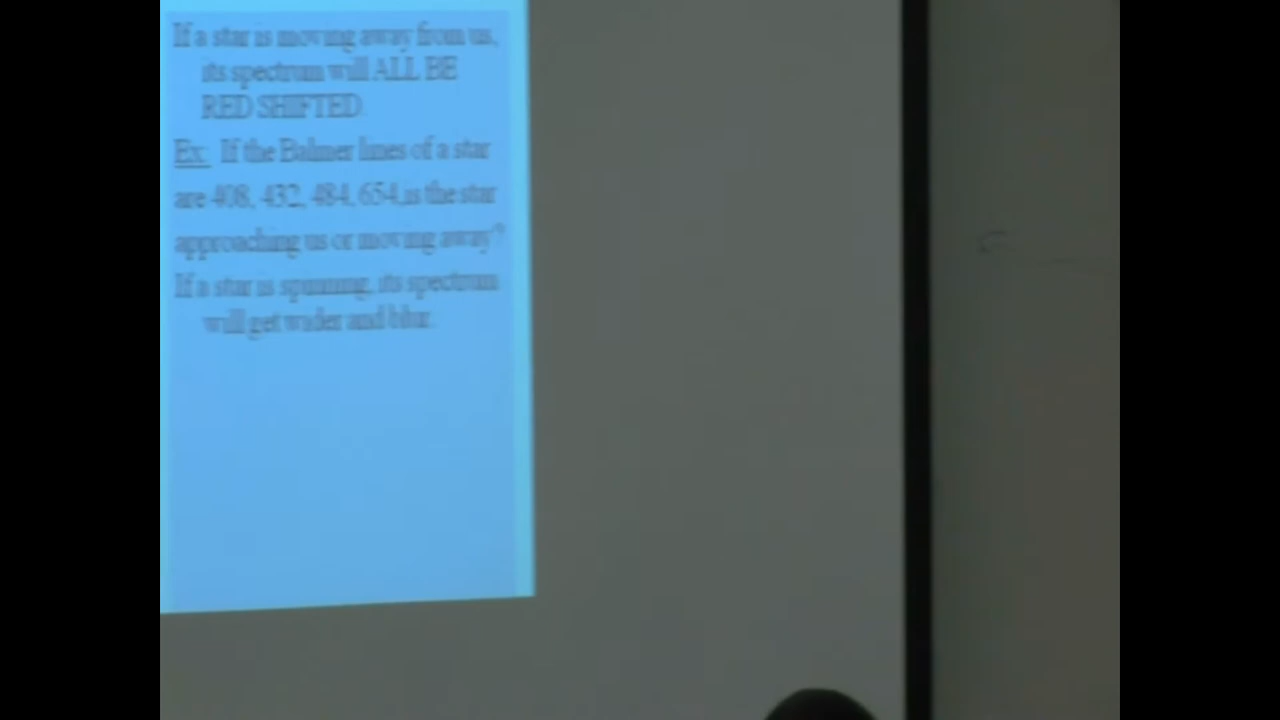 If a star is moving away from us,
its spectrum will ALL BE
RED SHIFTED.
Ex: If the Balmer lines of a star
are 408, 432, 484, 654,is the star
approaching us or moving away?
If a star is spinning, its spectrum
will get wider and blur.